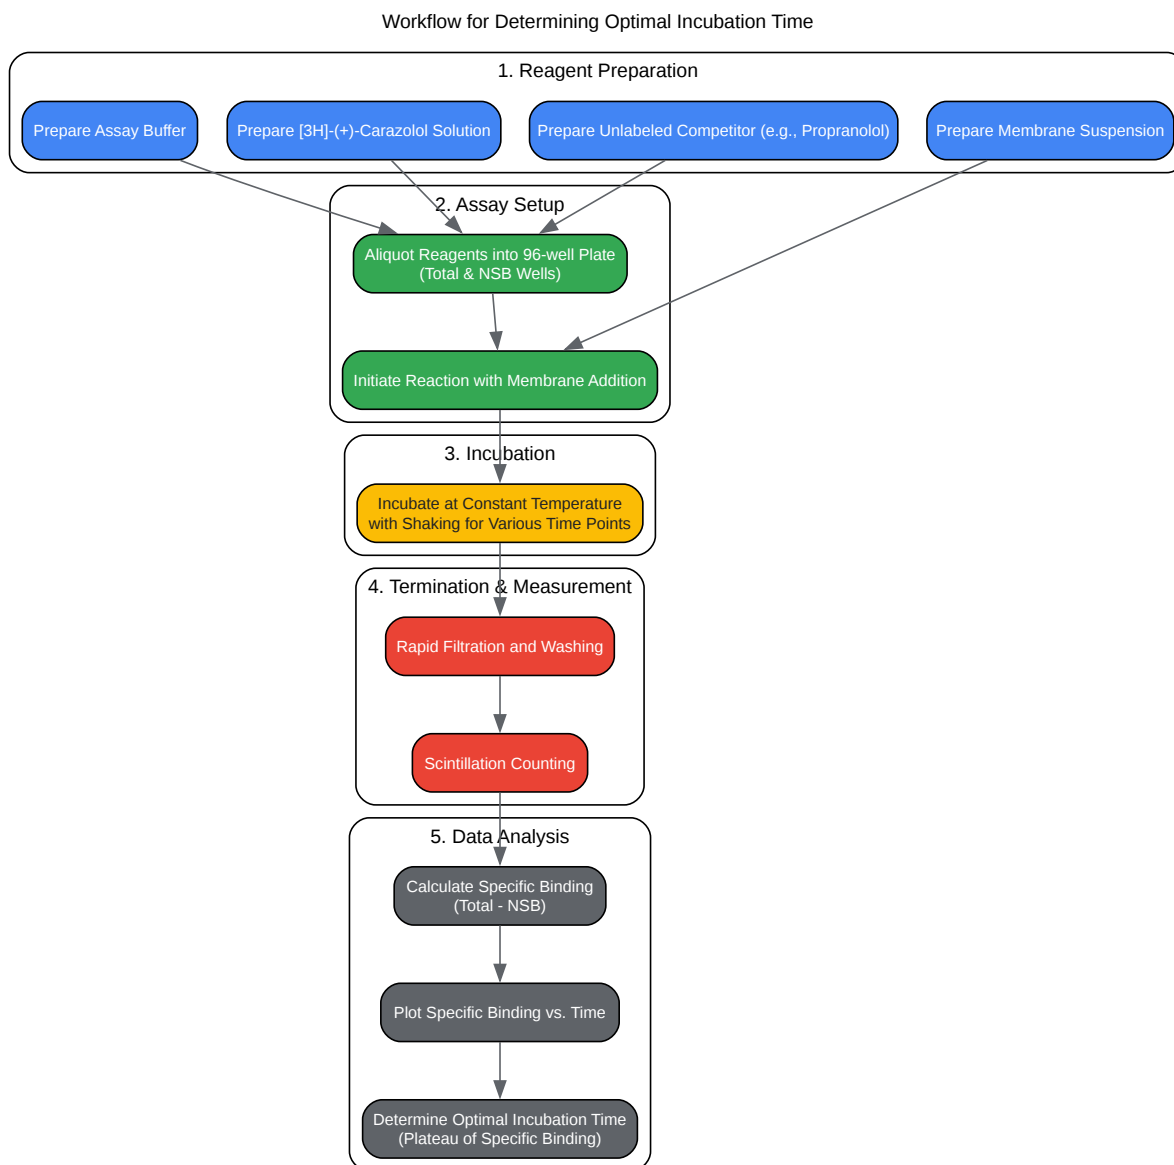 Workflow for Determining Optimal Incubation Time
1. Reagent Preparation
Prepare Assay Buffer
Prepare [3H]-(+)-Carazolol Solution
Prepare Unlabeled Competitor (e.g., Propranolol)
Prepare Membrane Suspension
2. Assay Setup
Aliquot Reagents into 96-well Plate
(Total & NSB Wells)
Initiate Reaction with Membrane Addition
3. Incubation
Incubate at Constant Temperature
with Shaking for Various Time Points
4. Termination & Measurement
Rapid Filtration and Washing
Scintillation Counting
5. Data Analysis
Calculate Specific Binding
(Total - NSB)
Plot Specific Binding vs. Time
Determine Optimal Incubation Time
(Plateau of Specific Binding)